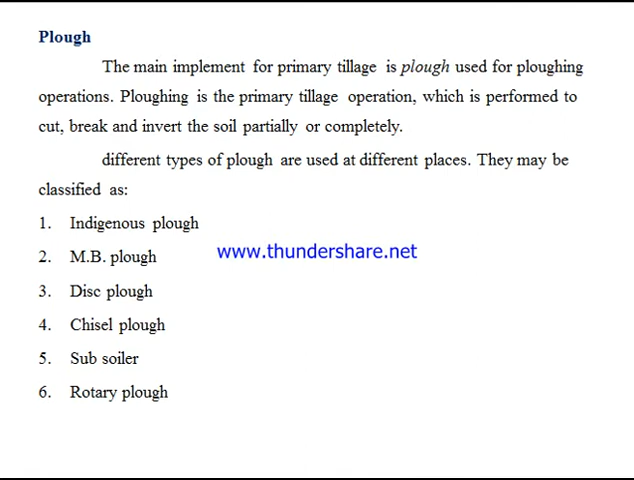 Plough
The main implement for primary tillage is plough used for ploughing
operations. Ploughing is the primary tillage operation, which is performed to
cut, break and invert the soil partially or completely.
different types of plough are used at different places. They may be
classified as:
1. Indigenous plough
2. M.B. plough
www.thundershare.net
3. Disc plough
4. Chisel plough
5. Sub soiler
6. Rotary plough